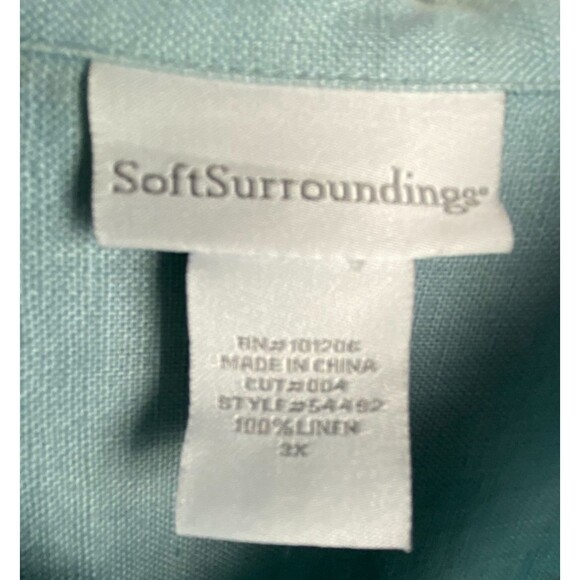 SoftSurroundings®
RN#101206
MADE IN CHINA
CUT#004
STYLE#54492
100% LINEN
3X